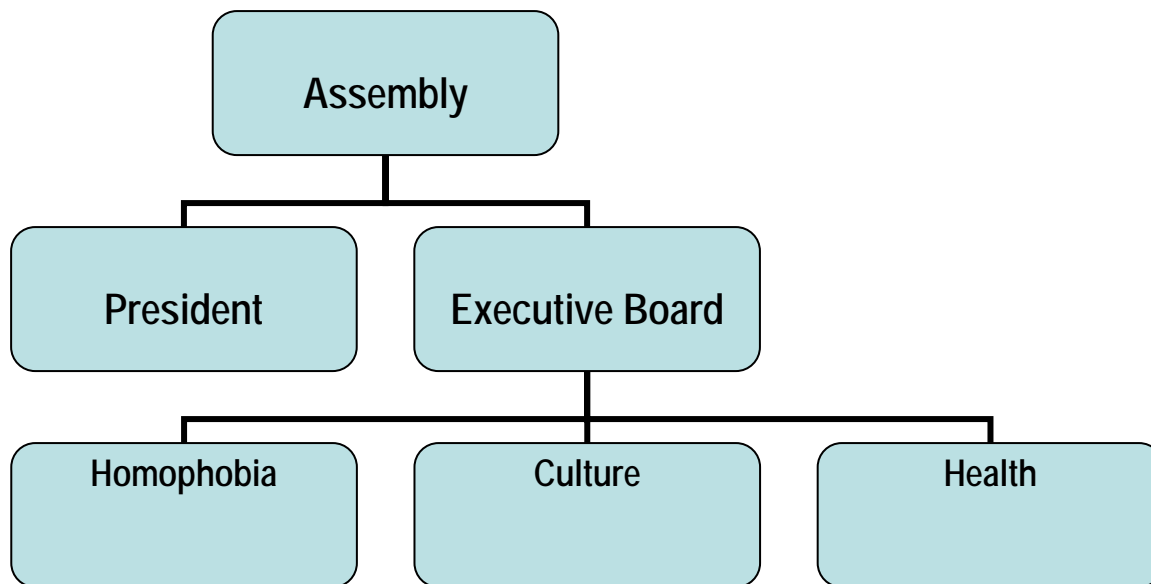 Assembly
President
Executive Board
Homophobia
Culture
Health